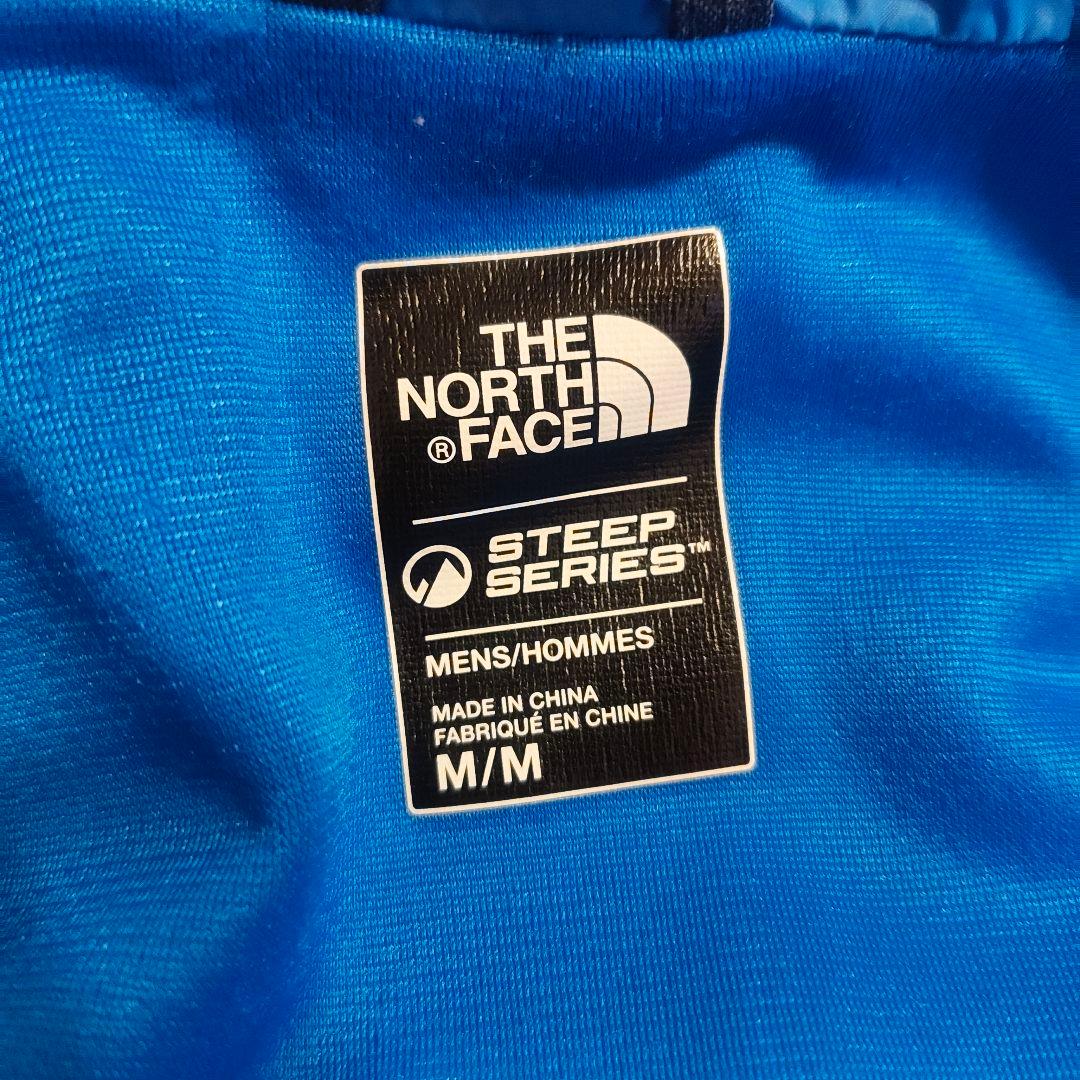 THE
NORTH
® FACE
STEEP
SERIES™
MENS/HOMMES
MADE IN CHINA
FABRIQUÉ EN CHINE
M/M